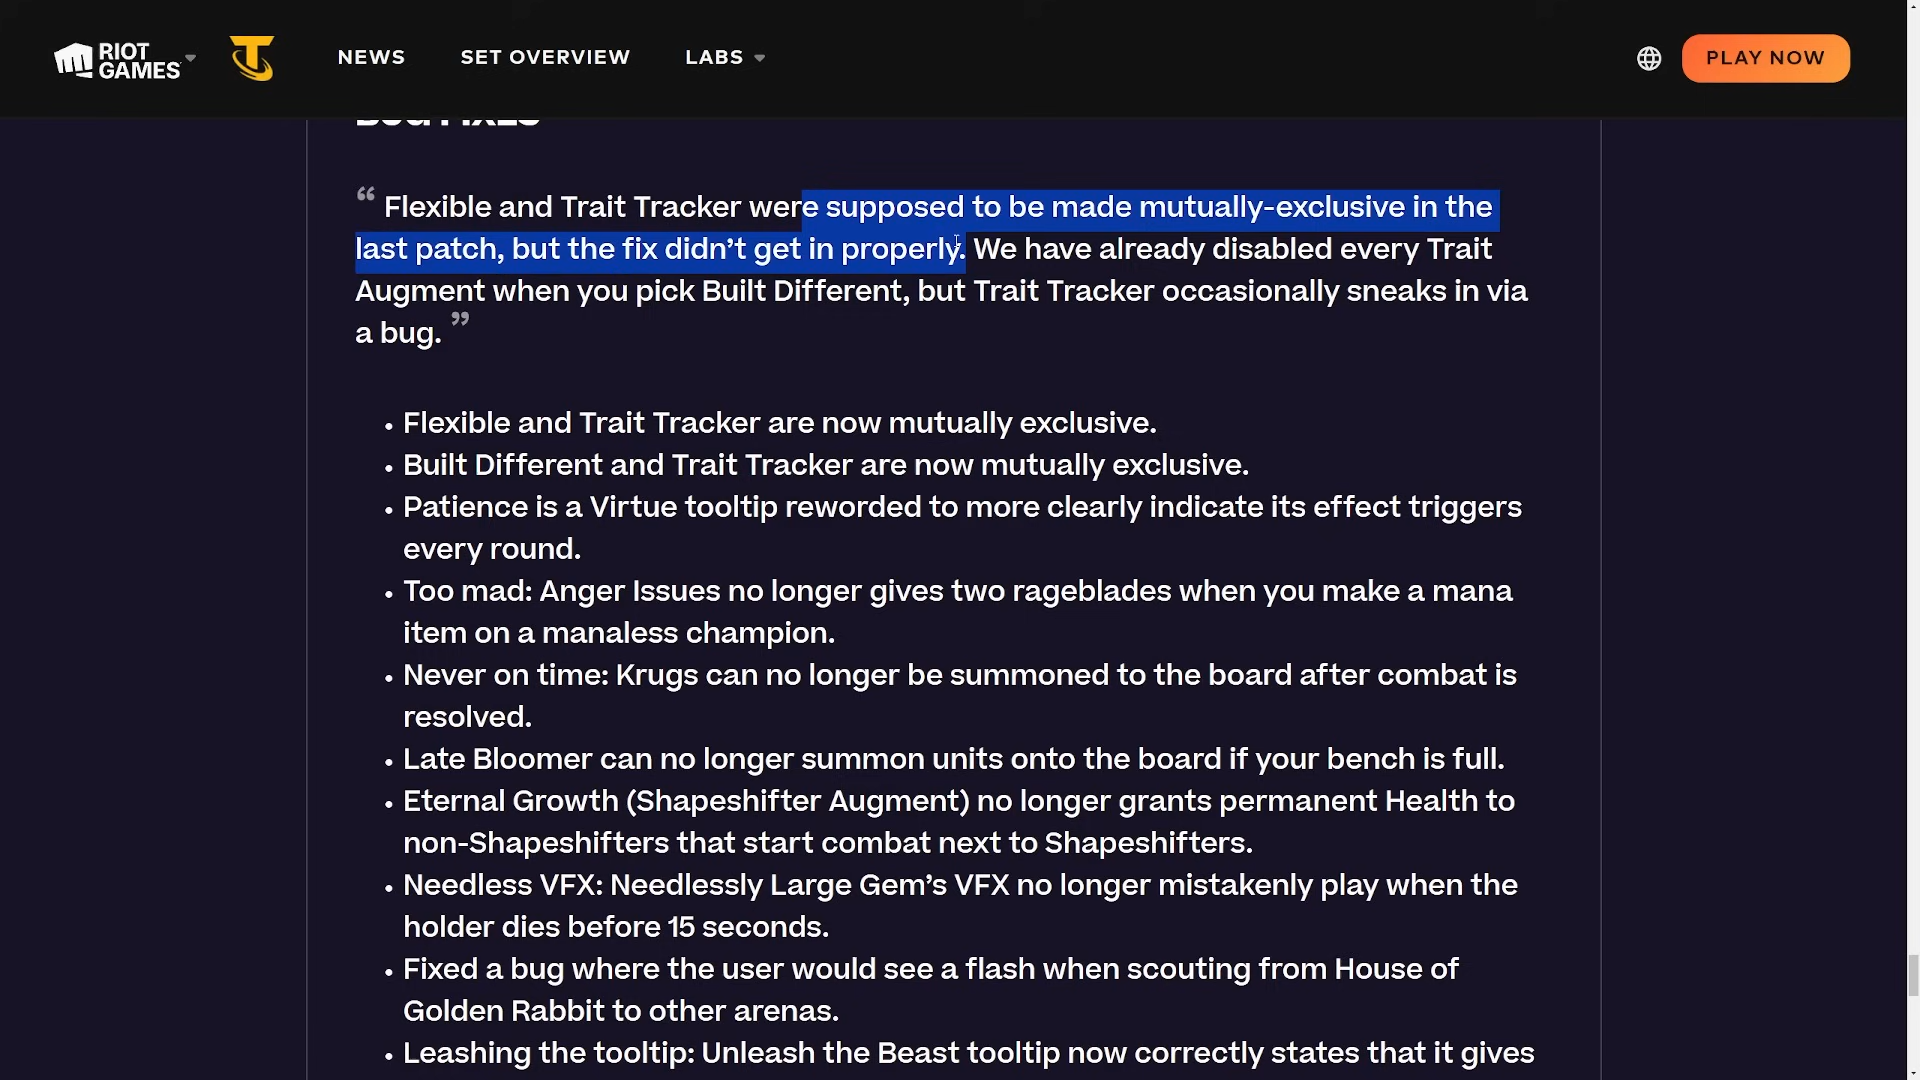 RIOT
GAMES
NEWS
SET OVERVIEW
LABS
PLAY NOW
BUG FIXES
“ Flexible and Trait Tracker were supposed to be made mutually-exclusive in the
last patch, but the fix didn’t get in properly. We have already disabled every Trait
Augment when you pick Built Different, but Trait Tracker occasionally sneaks in via
a bug. ”
• Flexible and Trait Tracker are now mutually exclusive.
• Built Different and Trait Tracker are now mutually exclusive.
• Patience is a Virtue tooltip reworded to more clearly indicate its effect triggers
every round.
• Too mad: Anger Issues no longer gives two rageblades when you make a mana
item on a manaless champion.
• Never on time: Krugs can no longer be summoned to the board after combat is
resolved.
• Late Bloomer can no longer summon units onto the board if your bench is full.
• Eternal Growth (Shapeshifter Augment) no longer grants permanent Health to
non-Shapeshifters that start combat next to Shapeshifters.
• Needless VFX: Needlessly Large Gem’s VFX no longer mistakenly play when the
holder dies before 15 seconds.
• Fixed a bug where the user would see a flash when scouting from House of
Golden Rabbit to other arenas.
• Leashing the tooltip: Unleash the Beast tooltip now correctly states that it gives